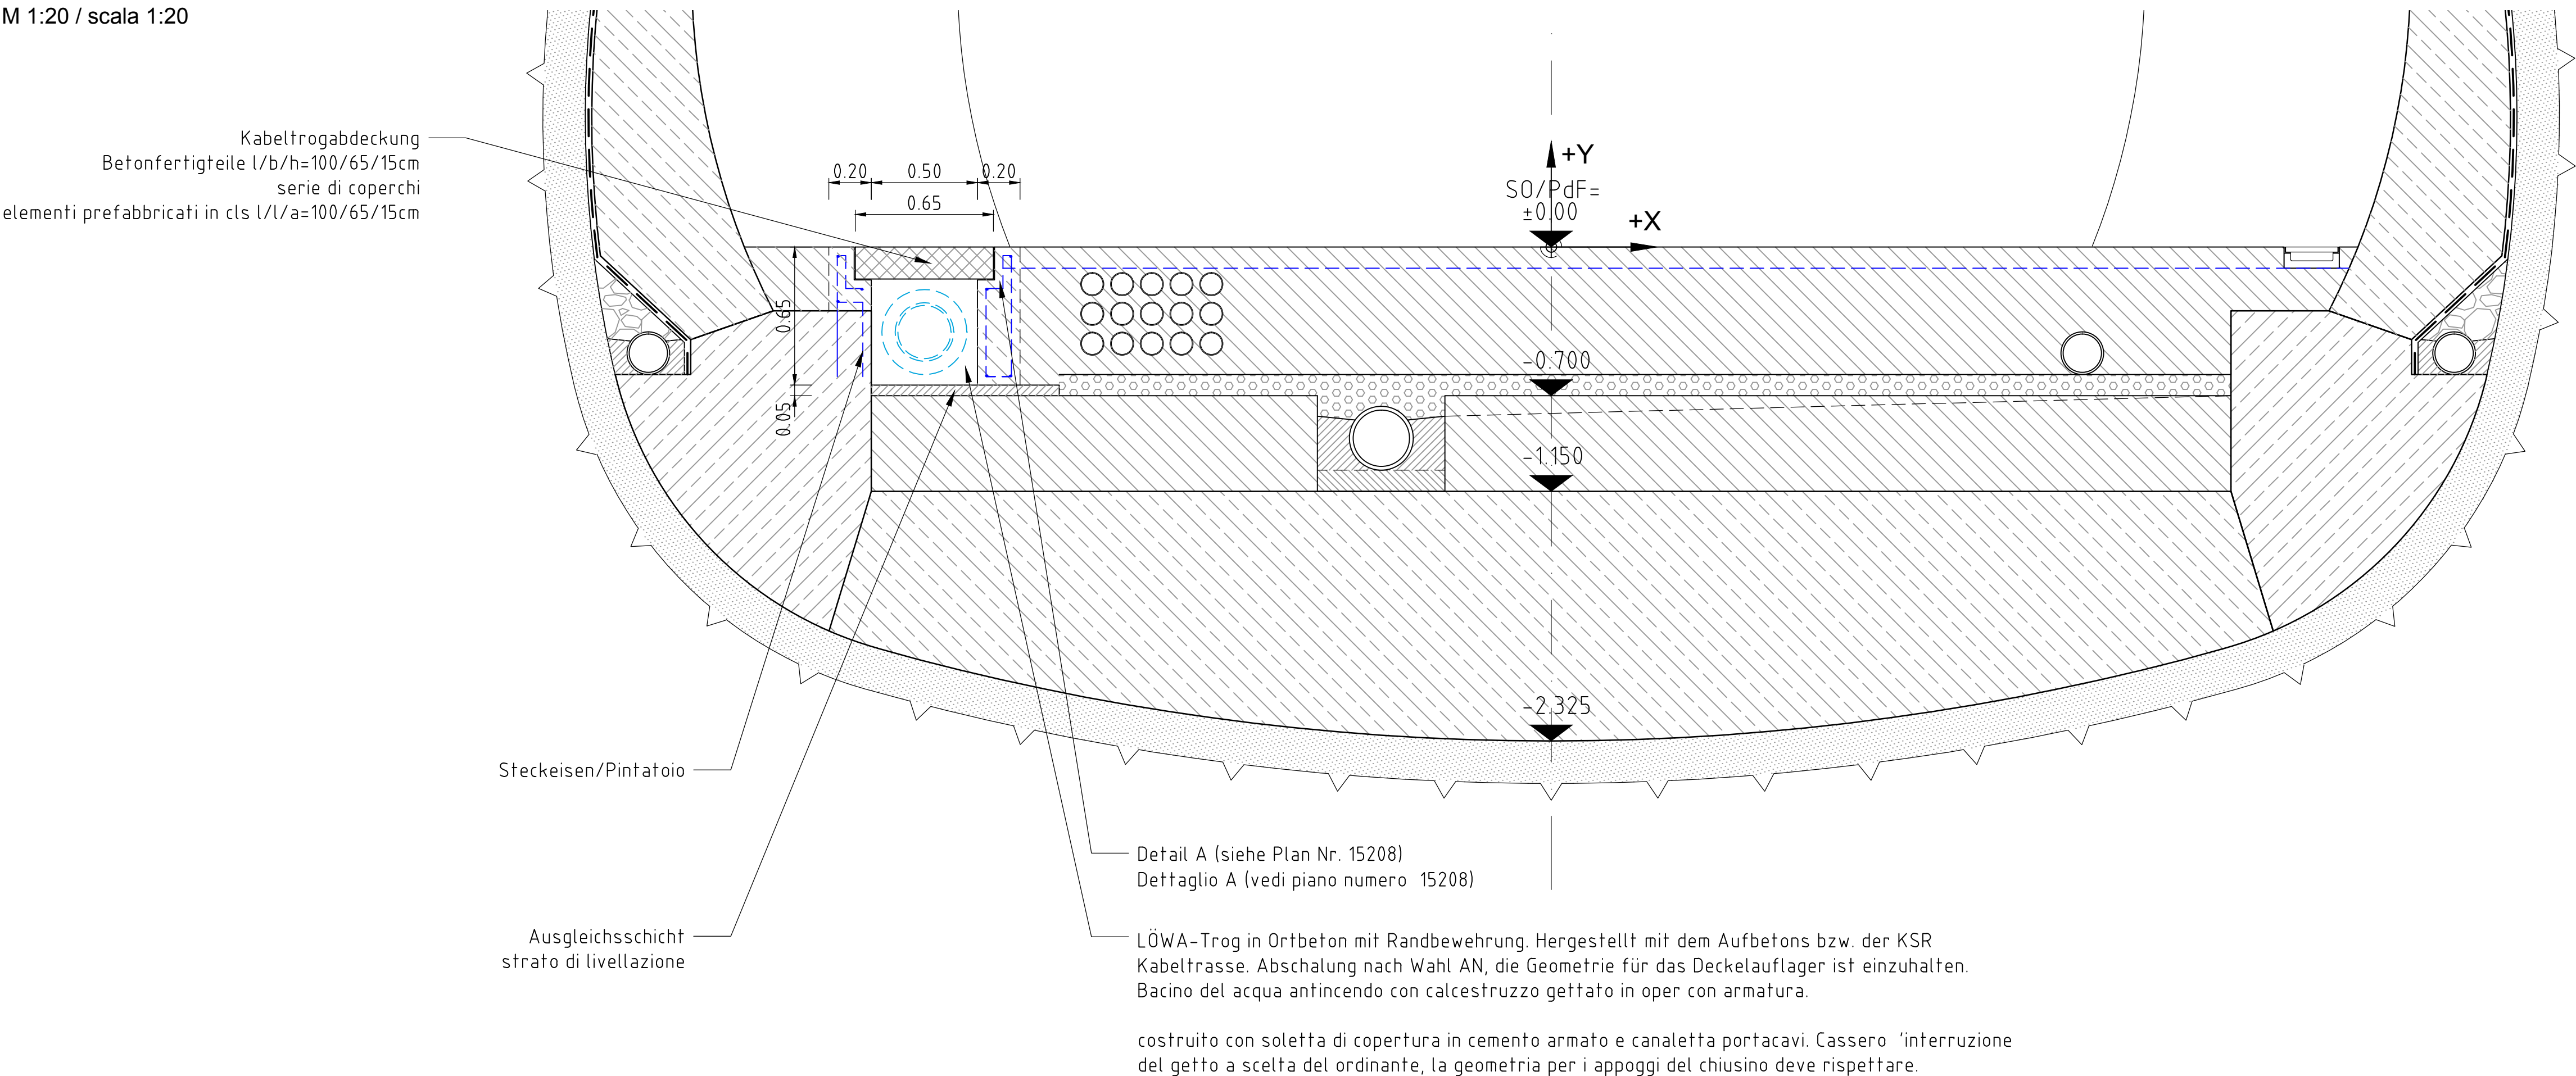 M 1:20 / scala 1:20
Kabeltrogabdeckung
Betonfertigteile l/b/h=100/65/15cm
serie di coperchi
elementi prefabbricati in cls l/l/a=100/65/15cm
0.20
0.50
0.20
0.65
0.65
0.05
+Y
SO/PdF=
±0.00
+X
-0.700
-1.150
-2.325
Steckeisen/Pintatoio
Ausgleichsschicht
strato di livellazione
Detail A (siehe Plan Nr. 15208)
Dettaglio A (vedi piano numero 15208)
LÖWA-Trog in Ortbeton mit Randbewehrung. Hergestellt mit dem Aufbetons bzw. der KSR
Kabeltrasse. Abschalung nach Wahl AN, die Geometrie für das Deckelauflager ist einzuhalten.
Bacino del acqua antincendo con calcestruzzo gettato in oper con armatura.
costruito con soletta di copertura in cemento armato e canaletta portacavi. Cassero 'interruzione
del getto a scelta del ordinante, la geometria per i appoggi del chiusino deve rispettare.